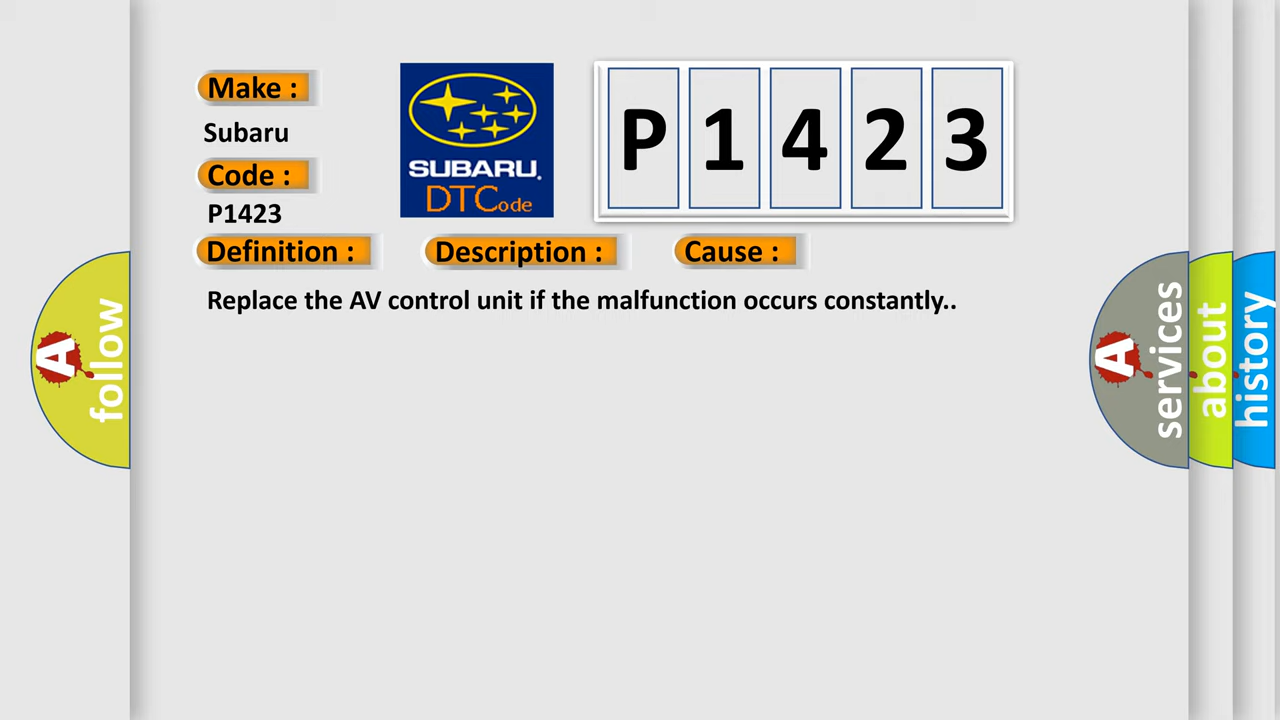 Make :
Subaru
Code :
P1423
SUBARU.
DTCode
P 1 4 2 3
Definition : Description : Cause :
Replace the AV control unit if the malfunction occurs constantly..
A follow
A services
about
history